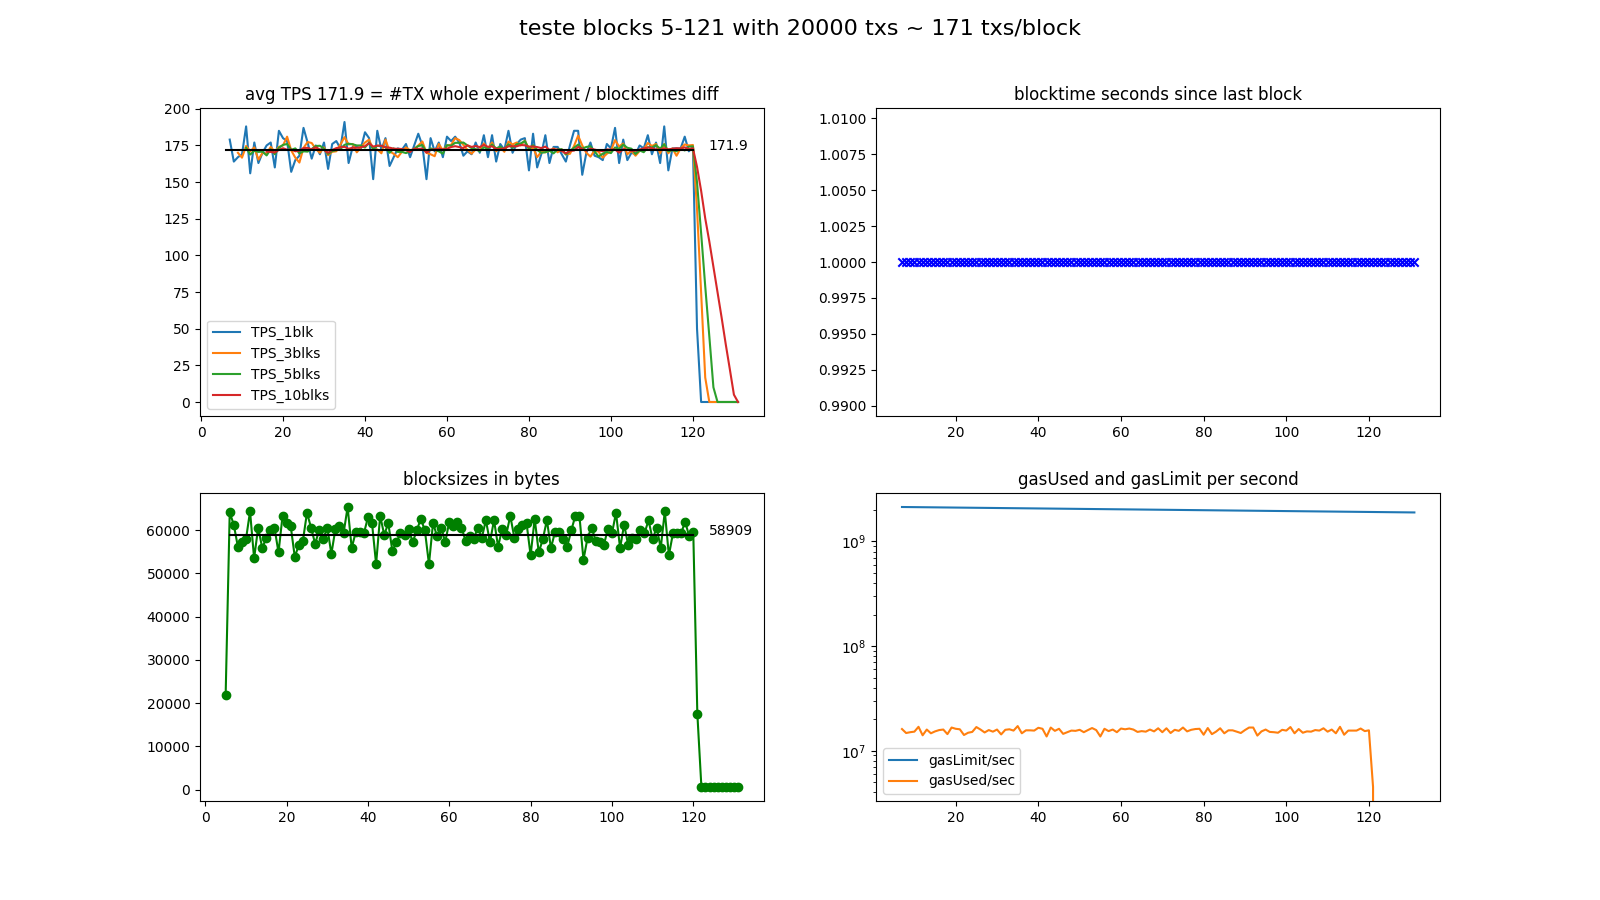 teste blocks 5-121 with 20000 txs ~ 171 txs/block
avg TPS 171.9 = #TX whole experiment / blocktimes diff
200
175
150
125
100
75
50
25
0
171.9
TPS_1blk
TPS_3blks
TPS_5blks
TPS_10blks
0 20 40 60 80 100 120
blocktime seconds since last block
1.0100
1.0075
1.0050
1.0025
1.0000
0.9975
0.9950
0.9925
0.9900
20 40 60 80 100 120
blocksizes in bytes
60000
50000
40000
30000
20000
10000
0
58909
0 20 40 60 80 100 120
gasUsed and gasLimit per second
10⁹
10⁸
10⁷
gasLimit/sec
gasUsed/sec
20 40 60 80 100 120